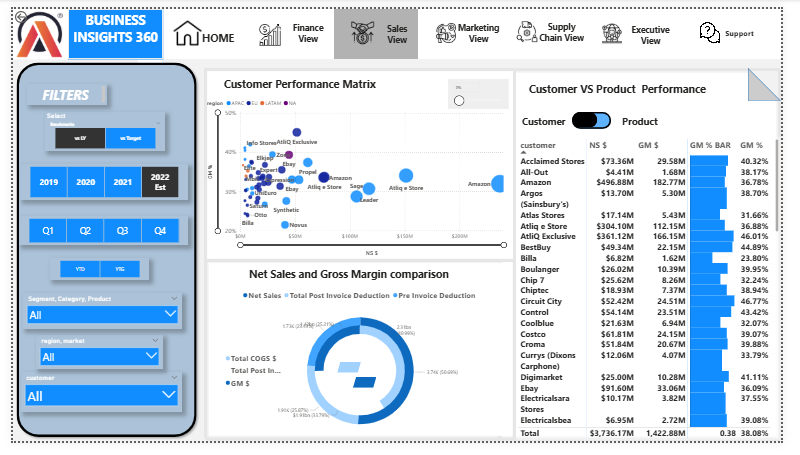 BUSINESS
INSIGHTS 360
HOME
Finance
View
Sales
View
Marketing
View
Supply
Chain View
Executive
View
Support
FILTERS
Select
vs LY
vs Target
2019
2020
2021
2022
Est
Q1
Q2
Q3
Q4
YTD
YTG
Segment, Category, Product
All
region, market
All
customer
All
Customer Performance Matrix
region APAC EU LATAM NA
GM %
50%
40%
30%
20%
Info Stores
AtliQ Exclusive
Zoo
Elkjøp
Ebay
Expert
Propel
Amazon
Sage
Atliq e Store
Atliq e Store
Amazon
UniEuro
Ebay
Leader
Saturn
Synthetic
Otto
Billa
Novus
$0M
$50M
$100M
$150M
$200M
NS $
Net Sales and Gross Margin comparison
Net Sales Total Post Invoice Deduction Pre Invoice Deduction
Total COGS $
Total Post In...
GM $
Customer VS Product Performance
Customer
Product
customer NS $ GM $ GM % BAR GM %
Acclaimed Stores $73.36M 29.58M 40.32%
All-Out $4.41M 1.68M 38.17%
Amazon $496.88M 182.77M 36.78%
Argos $13.70M 5.30M 38.70%
(Sainsbury's)
Atlas Stores $17.14M 5.43M 31.66%
Atliq e Store $304.10M 112.15M 36.88%
AtliQ Exclusive $361.12M 166.15M 46.01%
BestBuy $49.34M 22.15M 44.89%
Billa $6.82M 1.62M 23.80%
Boulanger $26.02M 10.39M 39.95%
Chip 7 $25.62M 8.26M 32.24%
Chiptec $18.93M 7.37M 38.94%
Circuit City $52.42M 24.51M 46.77%
Control $54.14M 23.51M 43.42%
Coolblue $21.63M 6.94M 32.07%
Costco $61.81M 24.15M 39.07%
Croma $51.84M 20.67M 39.88%
Currys (Dixons $12.06M 4.07M 33.79%
Carphone)
Digimarket $25.00M 10.28M 41.11%
Ebay $91.60M 33.06M 36.09%
Electricalsara $10.17M 3.82M 37.55%
Stores
Electricalsbea $6.95M 2.72M 39.08%
Total $3,736.17M 1,422.88M 0.38 38.08%